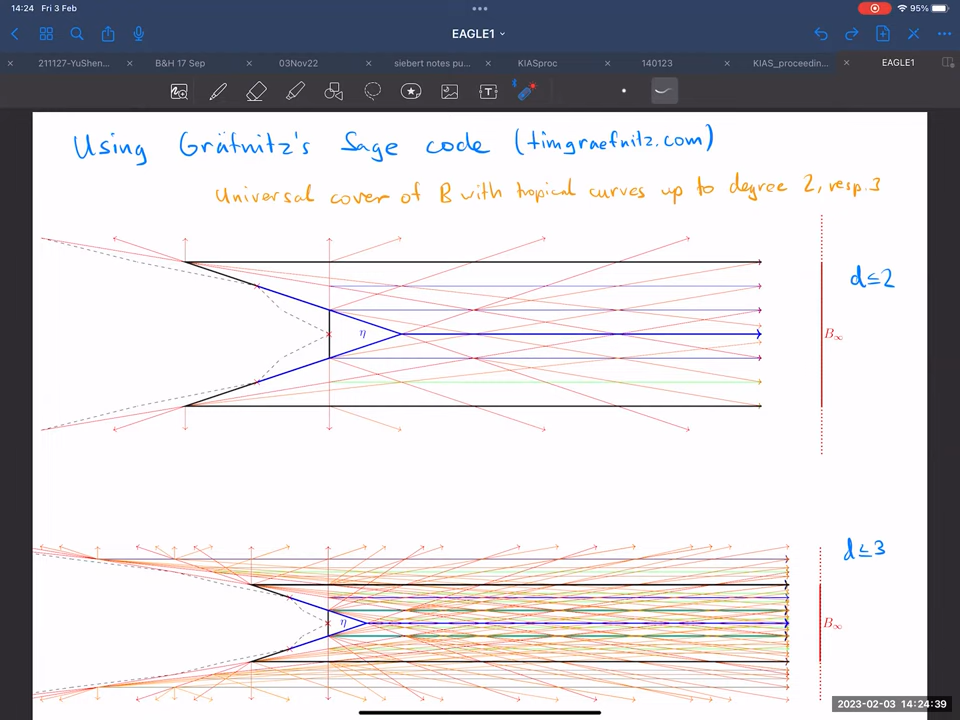 14:24 Fri 3 Feb
95%
EAGLE1
211127-YuShen...
B&H 17 Sep
03Nov22
siebert notes pu...
KIASproc
140123
KIAS_proceedin...
EAGLE1
Using Gräfnitz's Sage code (timgraefnitz.com)
Universal cover of B with tropical curves up to degree 2, resp. 3
d≤2
η
B∞
d≤3
η
B∞
2023-02-03 14:24:39